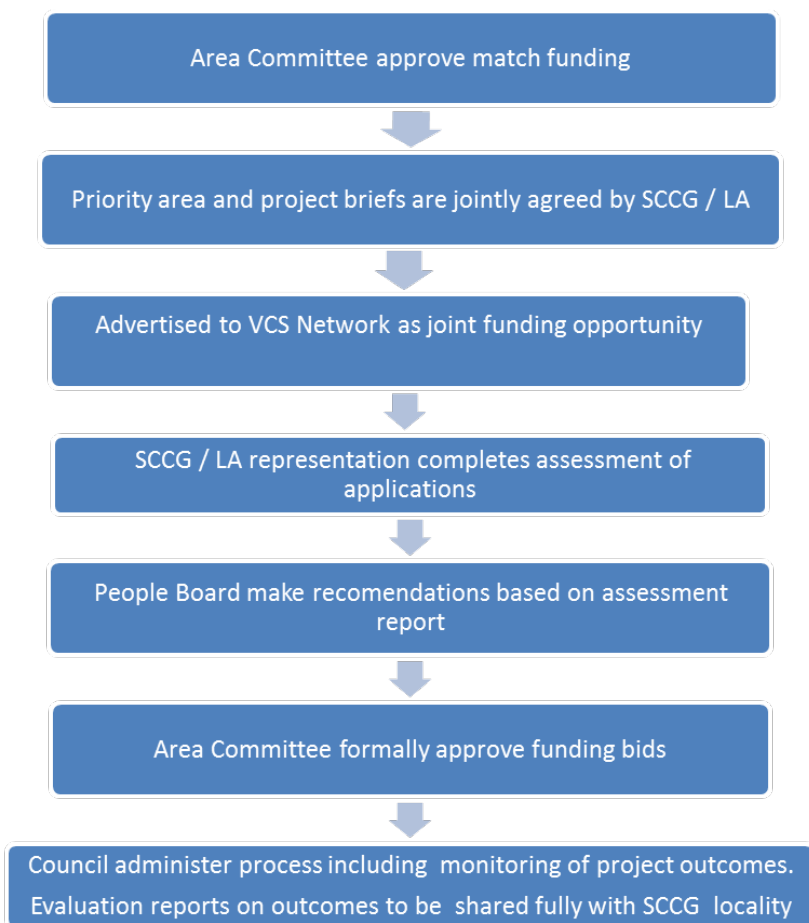 Area Committee approve match funding
Priority area and project briefs are jointly agreed by SCCG / LA
Advertised to VCS Network as joint funding opportunity
SCCG / LA representation completes assessment of
applications
People Board make recomendations based on assessment
report
Area Committee formally approve funding bids
Council administer process including monitoring of project outcomes.
Evaluation reports on outcomes to be shared fully with SCCG locality